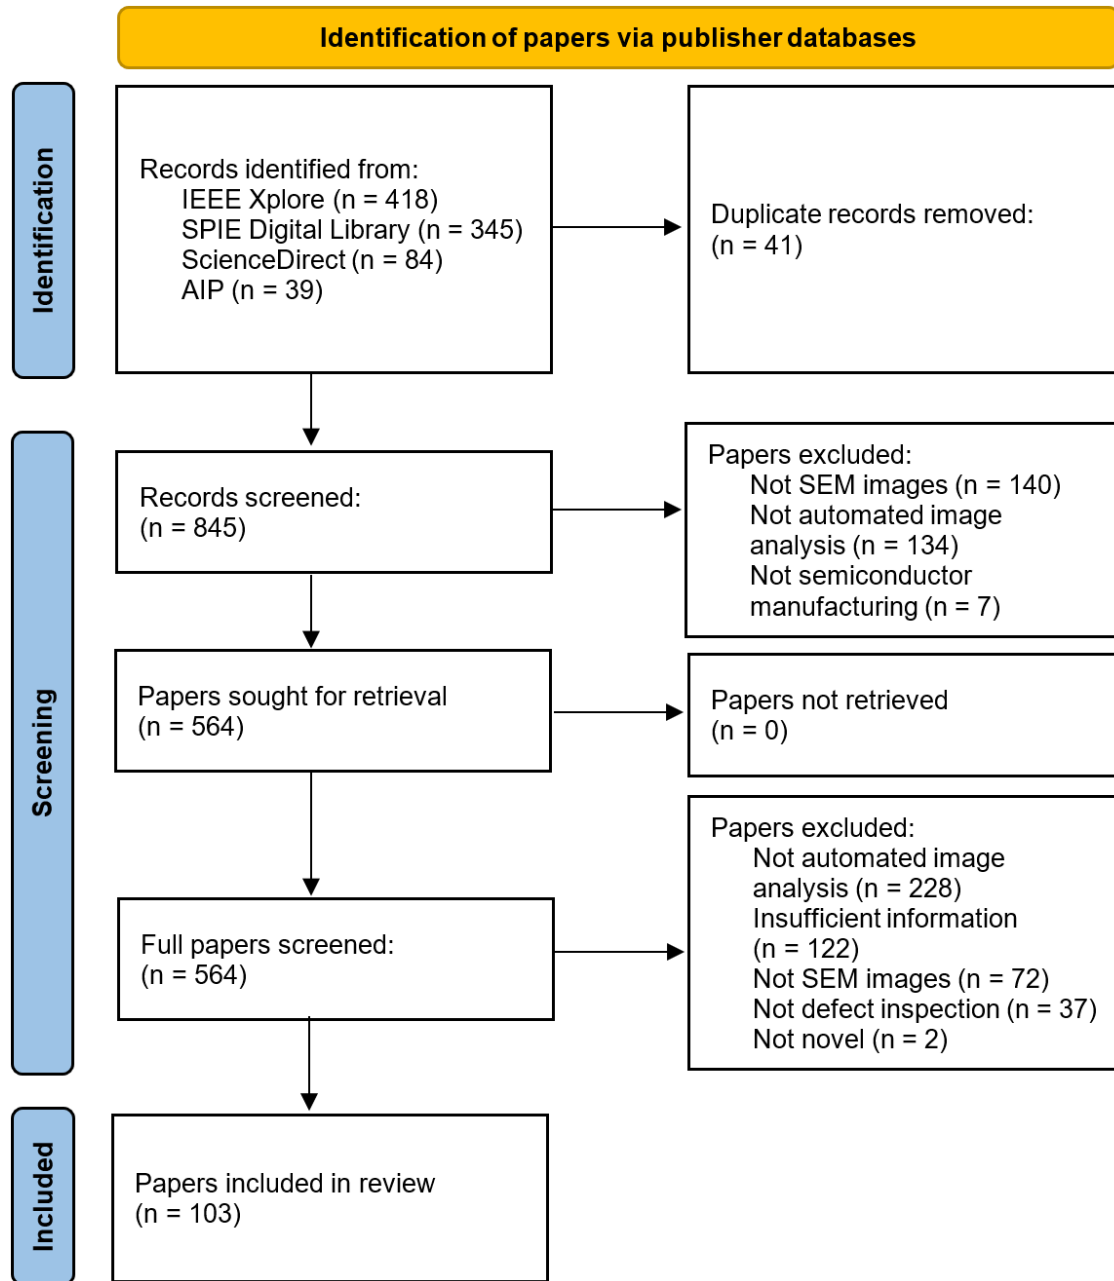 Identification of papers via publisher databases
Identification
Records identified from:
IEEE Xplore (n = 418)
SPIE Digital Library (n = 345)
ScienceDirect (n = 84)
AIP (n = 39)
Duplicate records removed:
(n = 41)
Screening
Records screened:
(n = 845)
Papers excluded:
Not SEM images (n = 140)
Not automated image
analysis (n = 134)
Not semiconductor
manufacturing (n = 7)
Papers sought for retrieval
(n = 564)
Papers not retrieved
(n = 0)
Full papers screened:
(n = 564)
Papers excluded:
Not automated image
analysis (n = 228)
Insufficient information
(n = 122)
Not SEM images (n = 72)
Not defect inspection (n = 37)
Not novel (n = 2)
Included
Papers included in review
(n = 103)